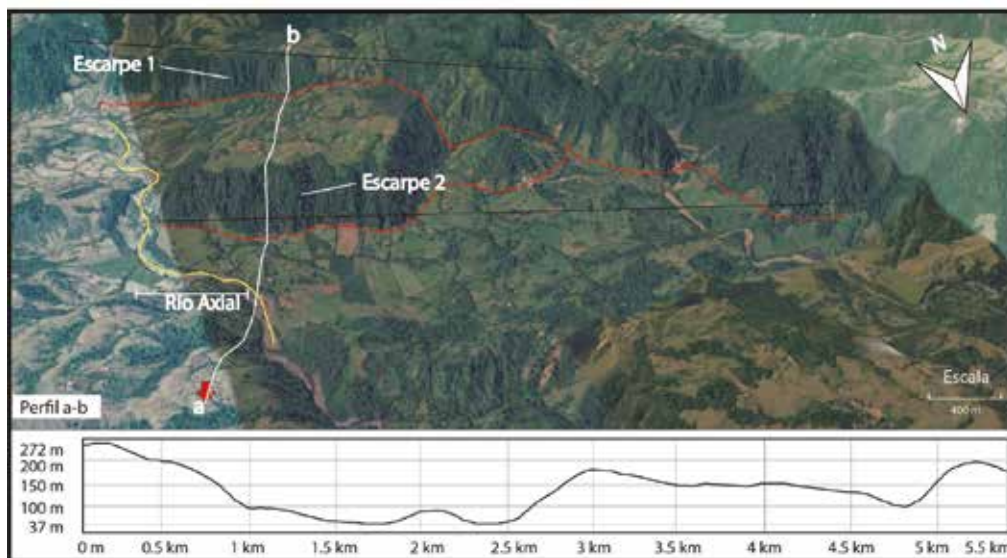 b
N
Escarpe 1
Escarpe 2
Rio Axial
a
Escala
400 m
Perfil a-b
272 m
200 m
150 m
100 m
37 m
0 m 0.5 km 1 km 1.5 km 2 km 2.5 km 3 km 3.5 km 4 km 4.5 km 5 km 5.5 km